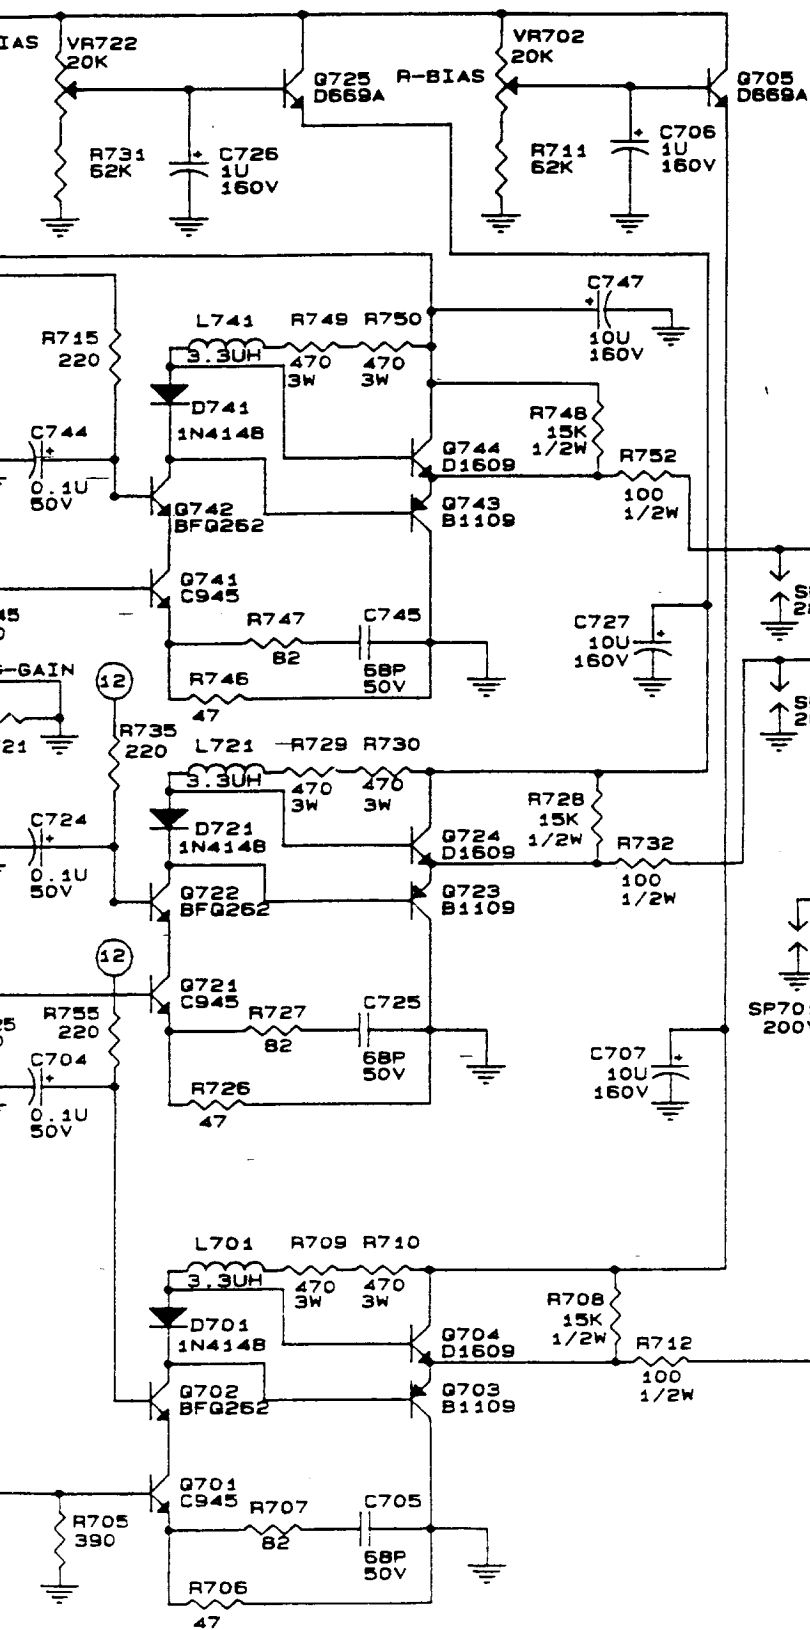 IAS
VR722
20K
Q725
D669A
R-BIAS
VR702
20K
Q705
D669A
R731
62K
+
C726
1U
160V
R711
62K
+
C706
1U
160V
R715
220
L741
3.3UH
R749
470
3W
R750
470
3W
+
C747
10U
160V
D741
1N4148
R748
15K
1/2W
C744
+
0.1U
50V
Q744
D1609
R752
100
1/2W
Q742
BFQ262
Q743
B1109
Q741
C945
R747
82
C745
68P
50V
C727
10U
160V
+
45
R746
47
-GAIN
12
21
R735
220
L721
3.3UH
R729
470
3W
R730
470
3W
D721
1N4148
R728
15K
1/2W
C724
+
0.1U
50V
Q724
D1609
R732
100
1/2W
Q722
BFQ262
Q723
B1109
12
Q721
C945
R755
220
R727
82
C725
68P
50V
SP70
200V
25
C704
+
0.1U
50V
C707
10U
160V
+
R726
47
L701
3.3UH
R709
470
3W
R710
470
3W
D701
1N4148
R708
15K
1/2W
Q704
D1609
R712
100
1/2W
Q702
BFQ262
Q703
B1109
Q701
C945
R705
390
R707
82
C705
68P
50V
R706
47